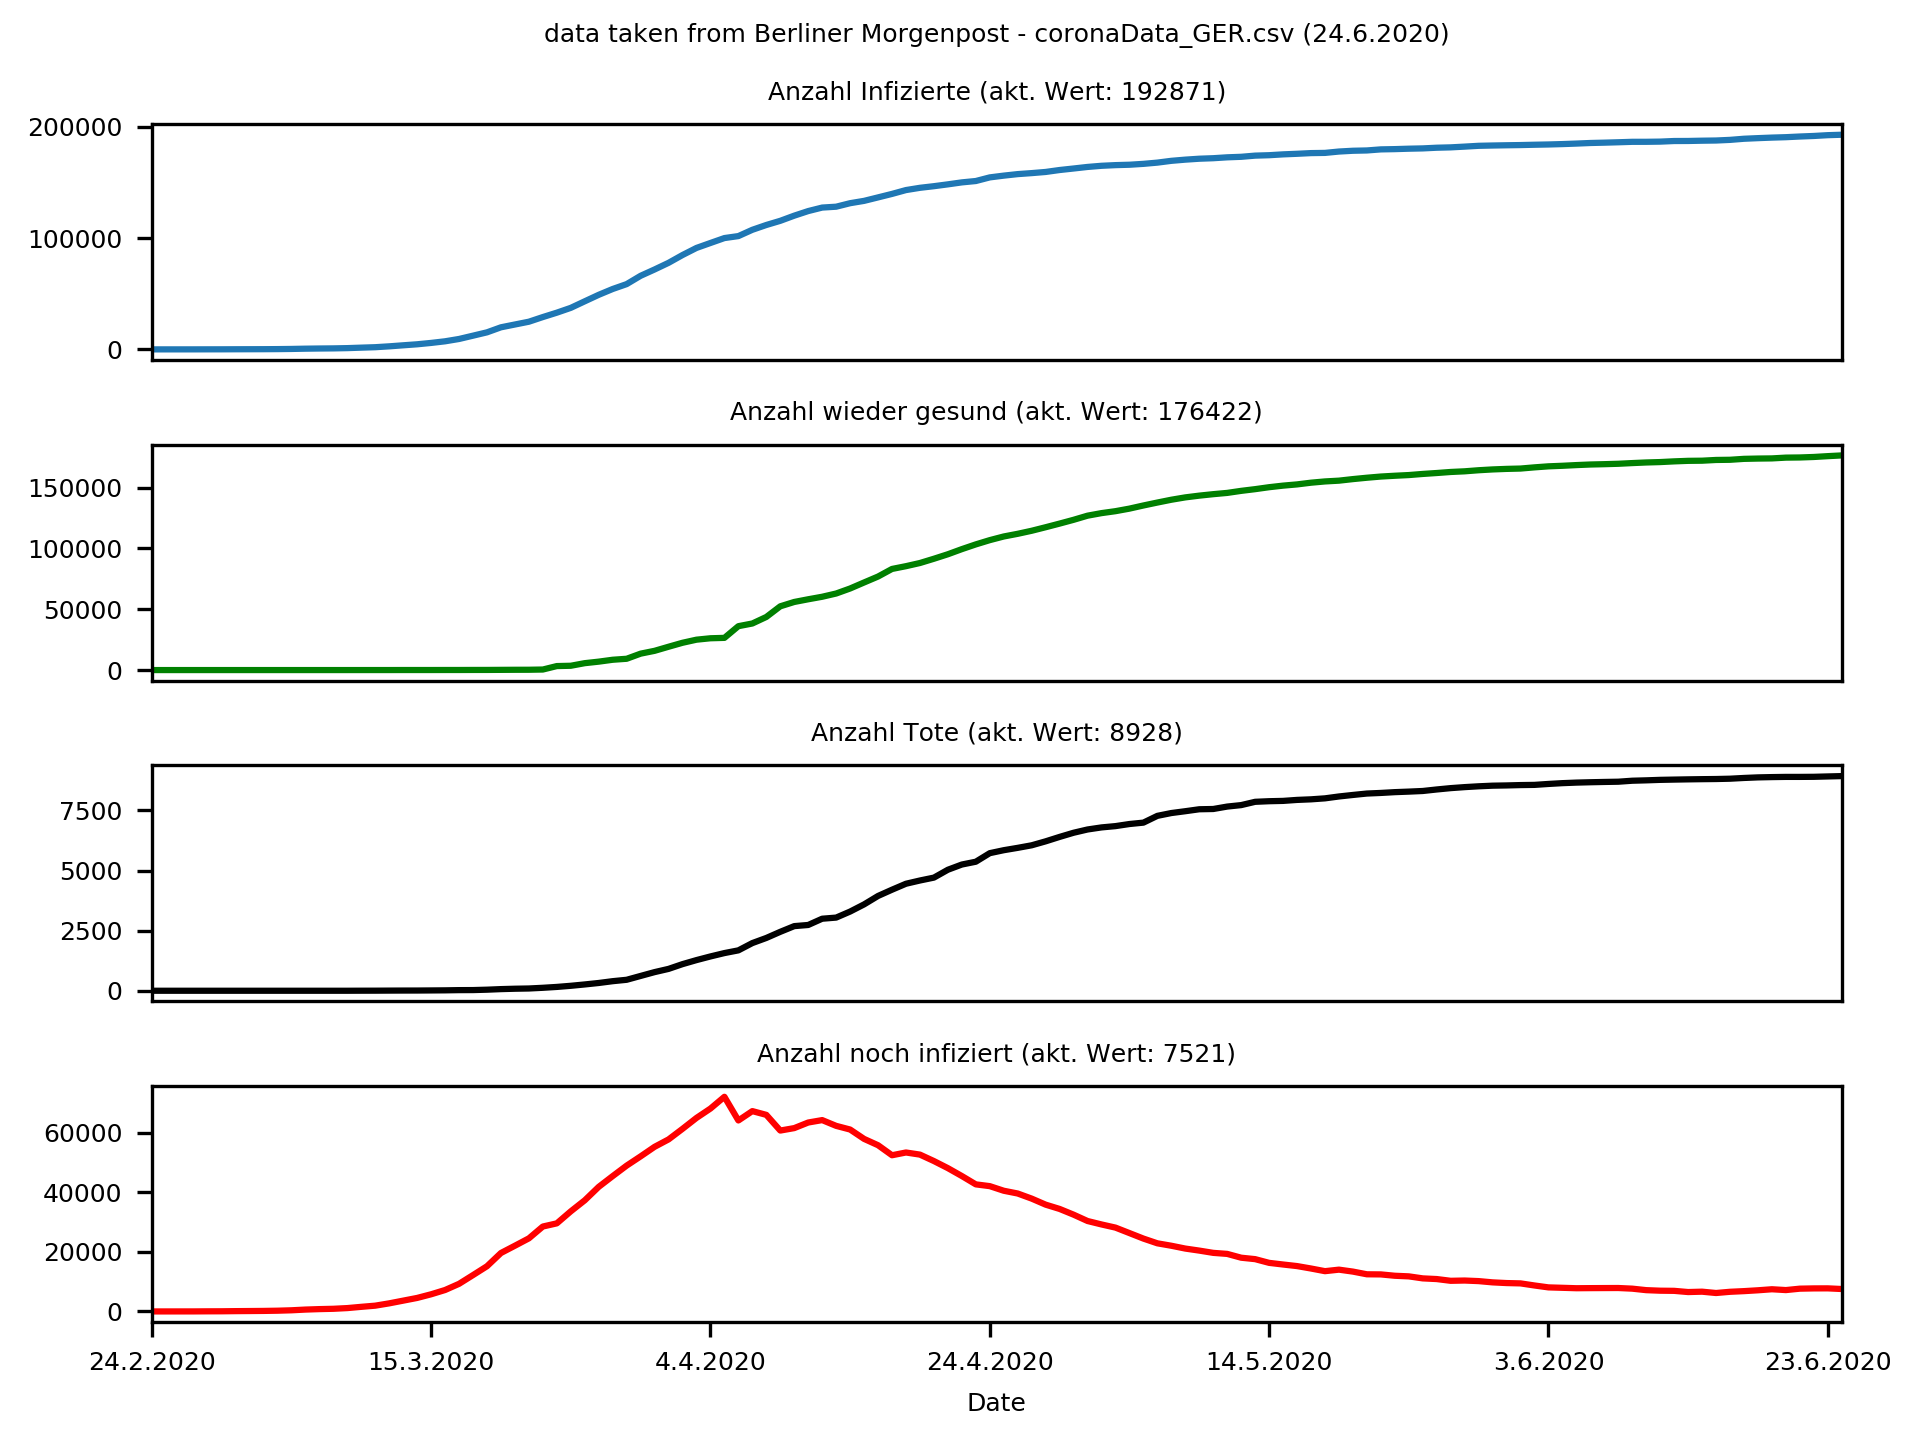 data taken from Berliner Morgenpost - coronaData_GER.csv (24.6.2020)
Anzahl Infizierte (akt. Wert: 192871)
200000
100000
0
Anzahl wieder gesund (akt. Wert: 176422)
150000
100000
50000
0
Anzahl Tote (akt. Wert: 8928)
7500
5000
2500
0
Anzahl noch infiziert (akt. Wert: 7521)
60000
40000
20000
0
24.2.2020 15.3.2020 4.4.2020 24.4.2020 14.5.2020 3.6.2020 23.6.2020
Date